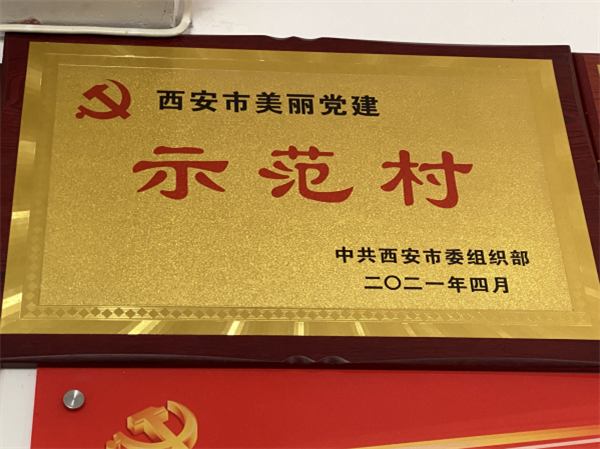 西安市美丽党建
示范村
中共西安市委组织部
二〇二一年四月